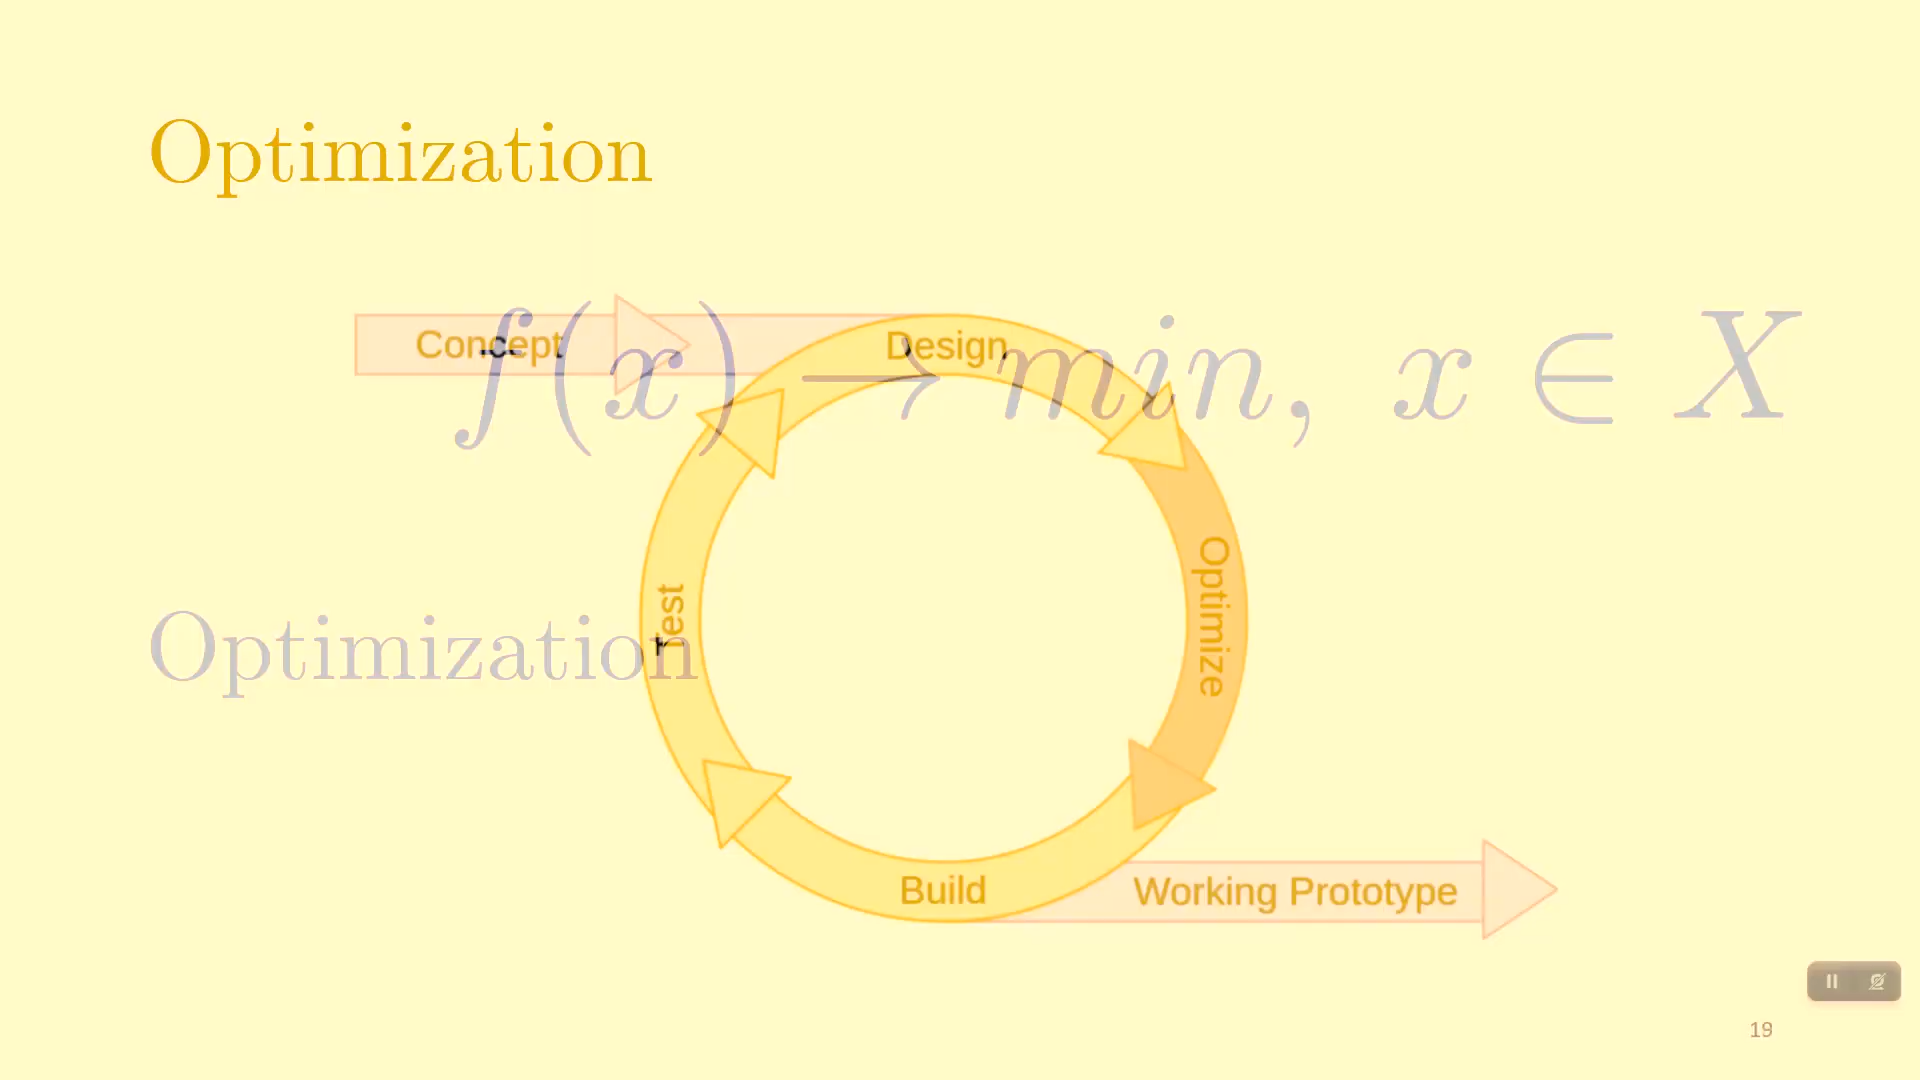 Optimization
f(x) → min, x ∈ X
Concept
Design
Optimize
Test
Optimization
Build
Working Prototype
19